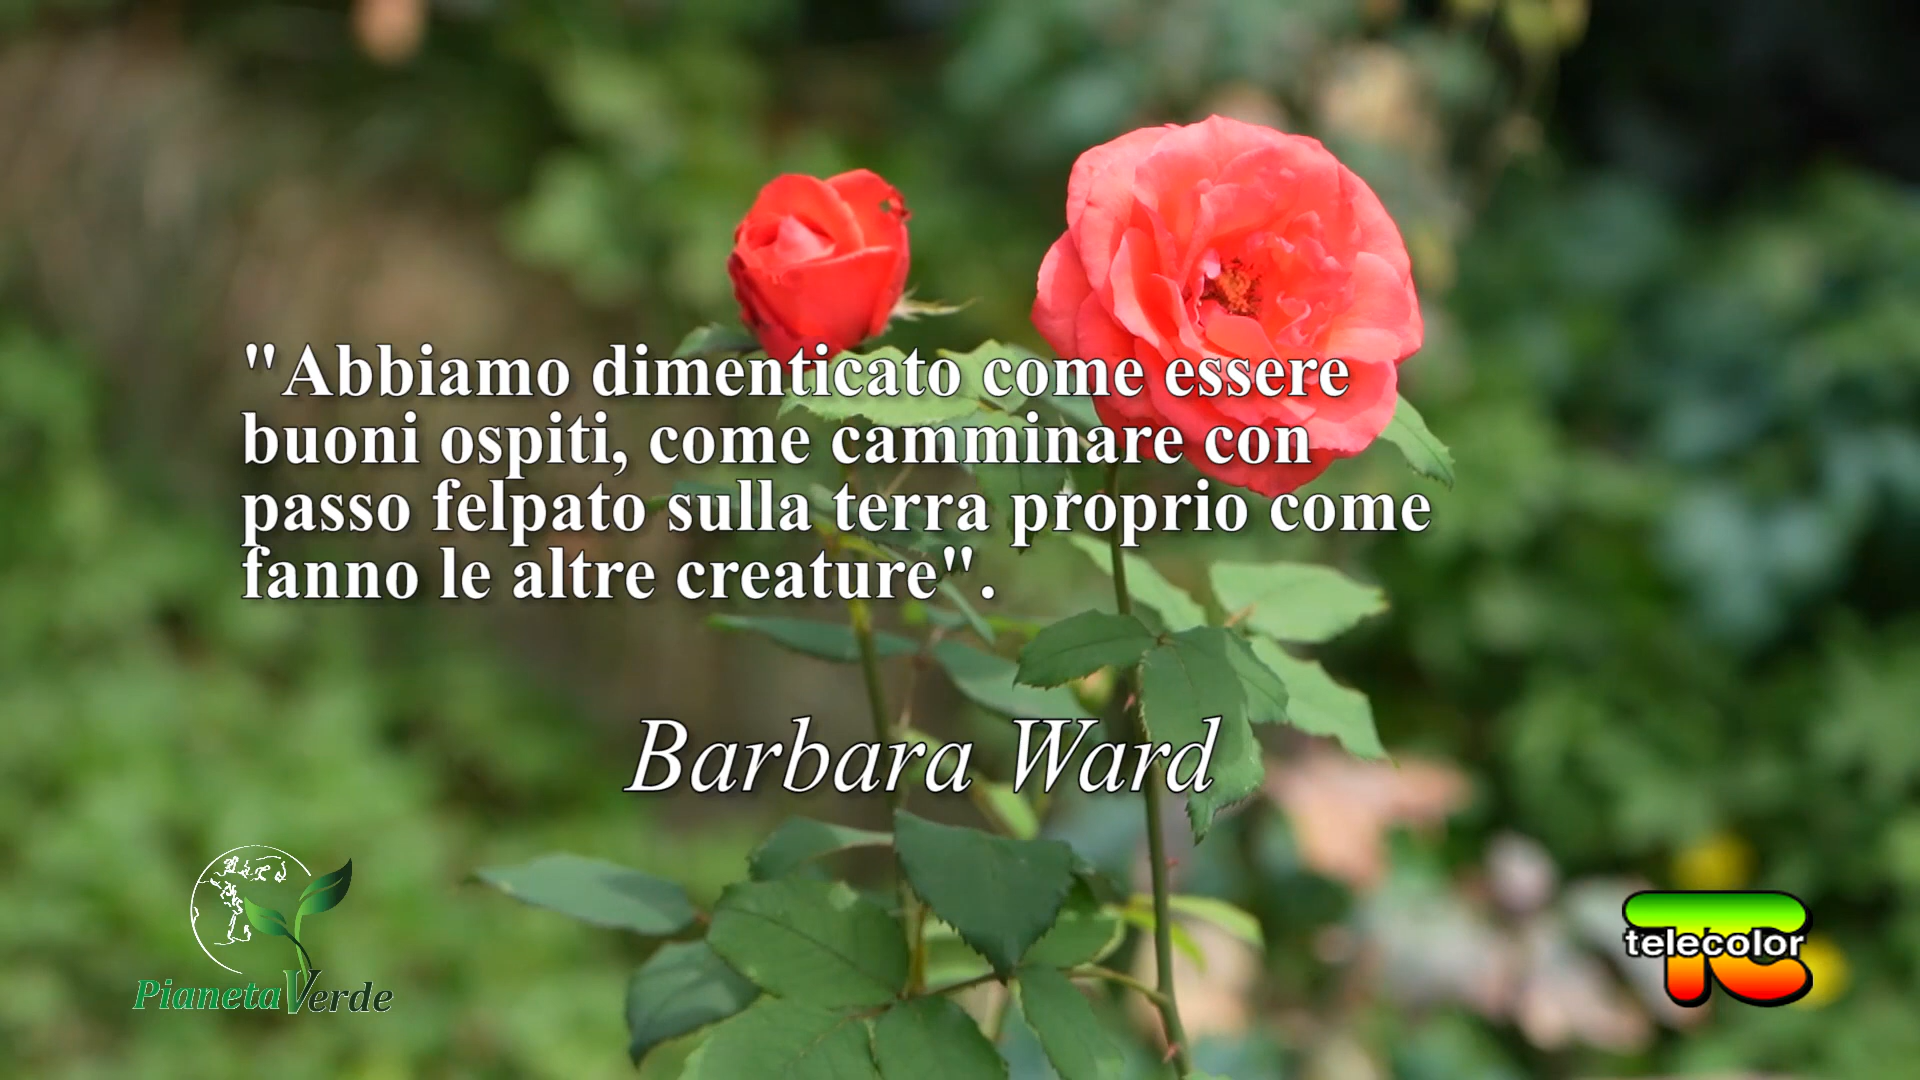 "Abbiamo dimenticato come essere
buoni ospiti, come camminare con
passo felpato sulla terra proprio come
fanno le altre creature".
Barbara Ward
PianetaVerde
telecolor